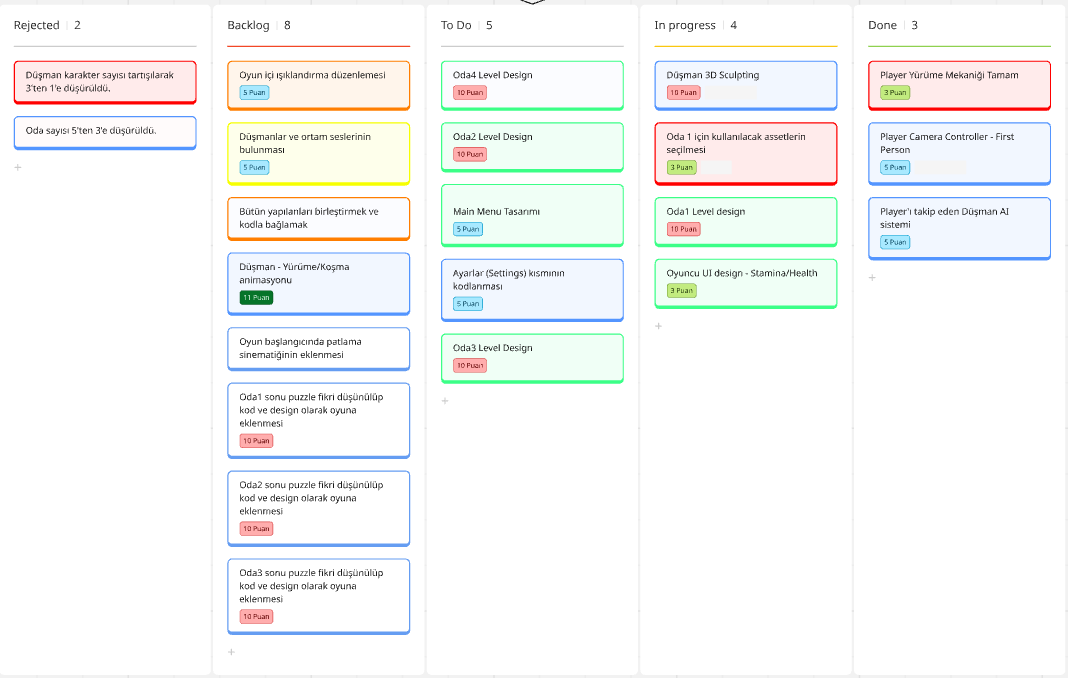 Rejected 2
Düşman karakter sayısı tartışılarak
3'ten 1'e düşürüldü.
Oda sayısı 5'ten 3'e düşürüldü.
+
Backlog 8
Oyun içi ışıklandırma düzenlemesi
5 Puan
Düşmanlar ve ortam seslerinin
bulunması
5 Puan
Bütün yapılanları birleştirmek ve
kodla bağlamak
Düşman - Yürüme/Koşma
animasyonu
11 Puan
Oyun başlangıcında patlama
sinematiğinin eklenmesi
Oda1 sonu puzzle fikri düşünülüp
kod ve design olarak oyuna
eklenmesi
10 Puan
Oda2 sonu puzzle fikri düşünülüp
kod ve design olarak oyuna
eklenmesi
10 Puan
Oda3 sonu puzzle fikri düşünülüp
kod ve design olarak oyuna
eklenmesi
10 Puan
+
To Do 5
Oda4 Level Design
10 Puan
Oda2 Level Design
10 Puan
Main Menu Tasarımı
5 Puan
Ayarlar (Settings) kısmının
kodlanması
5 Puan
Oda3 Level Design
10 Puan
+
In progress 4
Düşman 3D Sculpting
10 Puan
Oda 1 için kullanılacak assetlerin
seçilmesi
3 Puan
Oda1 Level design
10 Puan
Oyuncu UI design - Stamina/Health
3 Puan
+
Done 3
Player Yürüme Mekaniği Tamam
3 Puan
Player Camera Controller - First
Person
5 Puan
Player'ı takip eden Düşman AI
sistemi
5 Puan
+